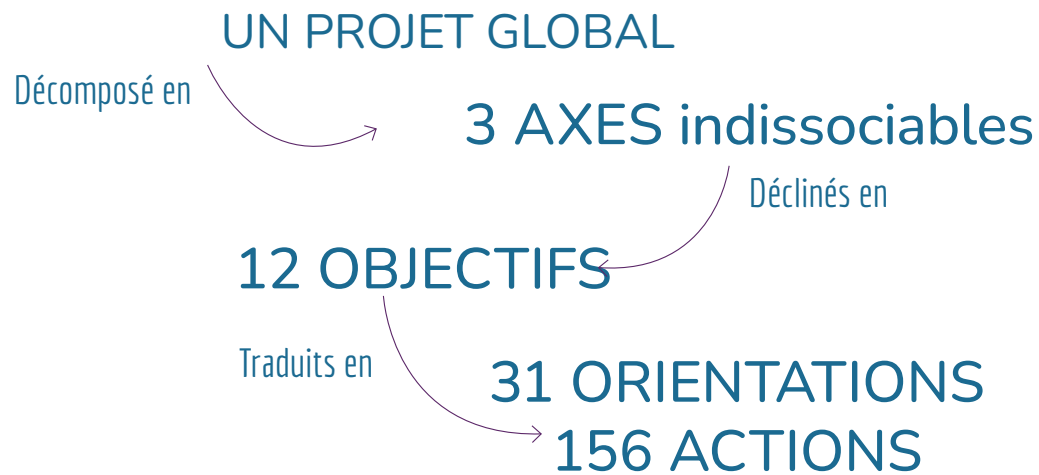 UN PROJET GLOBAL
Décomposé en
3 AXES indissociables
Déclinés en
12 OBJECTIFS
Traduits en
31 ORIENTATIONS
156 ACTIONS